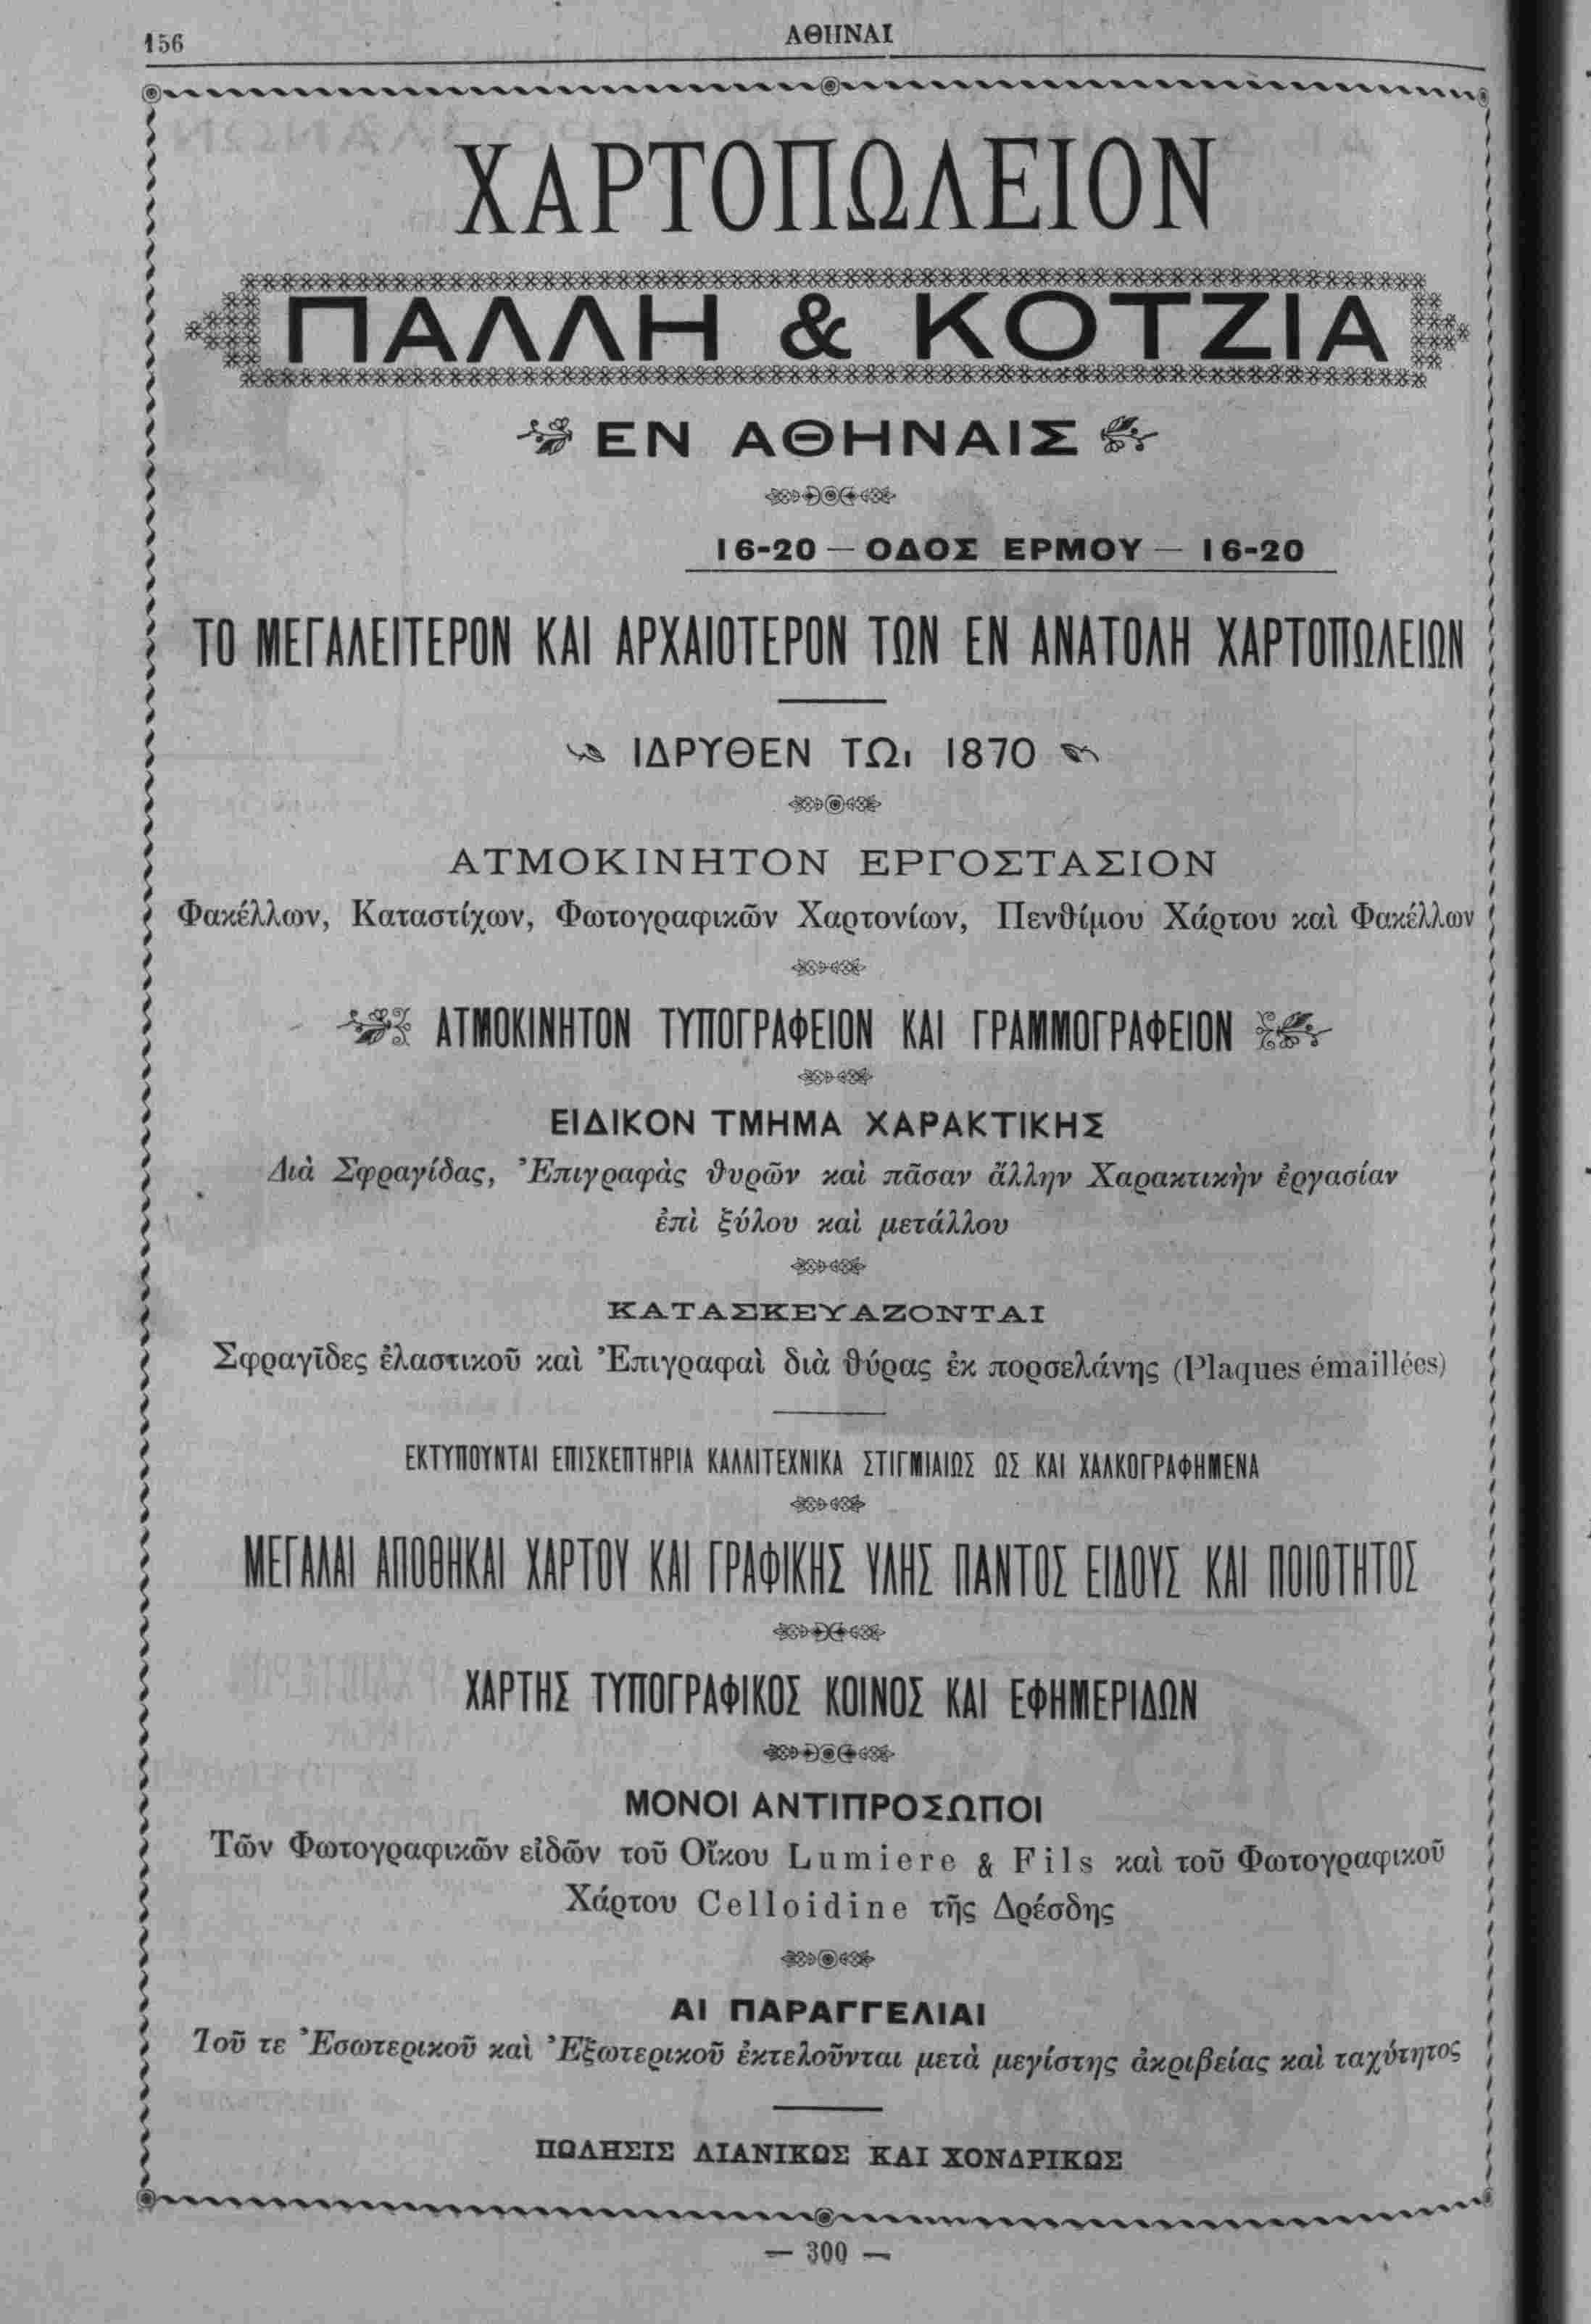 156
ΑΘΗΝΑΙ
ΧΑΡΤΟΠΩΛΕΙΟΝ
ΠΑΛΛΗ & ΚΟΤΖΙΑ
ΕΝ ΑΘΗΝΑΙΣ
16-20 — ΟΔΟΣ ΕΡΜΟΥ — 16-20
ΤΟ ΜΕΓΑΛΕΙΤΕΡΟΝ ΚΑΙ ΑΡΧΑΙΟΤΕΡΟΝ ΤΩΝ ΕΝ ΑΝΑΤΟΛΗ ΧΑΡΤΟΠΩΛΕΙΩΝ
ΙΔΡΥΘΕΝ ΤΩι 1870
ΑΤΜΟΚΙΝΗΤΟΝ ΕΡΓΟΣΤΑΣΙΟΝ
Φακέλλων, Καταστίχων, Φωτογραφικῶν Χαρτονίων, Πενθίμου Χάρτου καὶ Φακέλλων
ΑΤΜΟΚΙΝΗΤΟΝ ΤΥΠΟΓΡΑΦΕΙΟΝ ΚΑΙ ΓΡΑΜΜΟΓΡΑΦΕΙΟΝ
ΕΙΔΙΚΟΝ ΤΜΗΜΑ ΧΑΡΑΚΤΙΚΗΣ
Διὰ Σφραγίδας, Ἐπιγραφὰς θυρῶν καὶ πᾶσαν ἄλλην Χαρακτικὴν ἐργασίαν
ἐπὶ ξύλου καὶ μετάλλου
ΚΑΤΑΣΚΕΥΑΖΟΝΤΑΙ
Σφραγῖδες ἐλαστικοῦ καὶ Ἐπιγραφαὶ διὰ θύρας ἐκ πορσελάνης (Plaques émaillées)
ΕΚΤΥΠΟΥΝΤΑΙ ΕΠΙΣΚΕΠΤΗΡΙΑ ΚΑΛΛΙΤΕΧΝΙΚΑ ΣΤΙΓΜΙΑΙΩΣ ΩΣ ΚΑΙ ΧΑΛΚΟΓΡΑΦΗΜΕΝΑ
ΜΕΓΑΛΑΙ ΑΠΟΘΗΚΑΙ ΧΑΡΤΟΥ ΚΑΙ ΓΡΑΦΙΚΗΣ ΥΛΗΣ ΠΑΝΤΟΣ ΕΙΔΟΥΣ ΚΑΙ ΠΟΙΟΤΗΤΟΣ
ΧΑΡΤΗΣ ΤΥΠΟΓΡΑΦΙΚΟΣ ΚΟΙΝΟΣ ΚΑΙ ΕΦΗΜΕΡΙΔΩΝ
ΜΟΝΟΙ ΑΝΤΙΠΡΟΣΩΠΟΙ
Τῶν Φωτογραφικῶν εἰδῶν τοῦ Οἴκου Lumiere & Fils καὶ τοῦ Φωτογραφικοῦ
Χάρτου Celloidine τῆς Δρέσδης
ΑΙ ΠΑΡΑΓΓΕΛΙΑΙ
Τοῦ τε Ἐσωτερικοῦ καὶ Ἐξωτερικοῦ ἐκτελοῦνται μετὰ μεγίστης ἀκριβείας καὶ ταχύτητος
ΠΩΛΗΣΙΣ ΛΙΑΝΙΚΩΣ ΚΑΙ ΧΟΝΔΡΙΚΩΣ
— 300 —